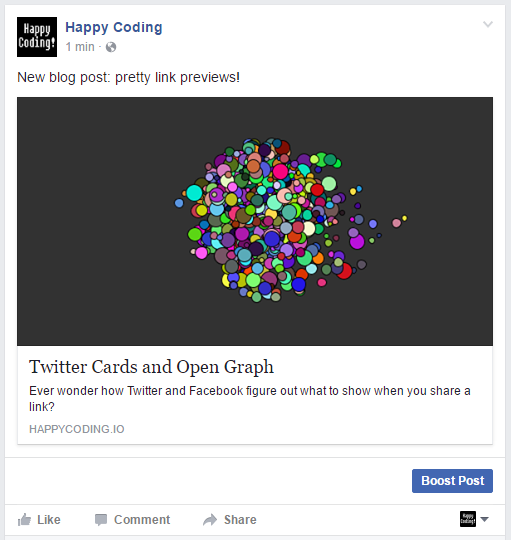 Happy
Coding!
Happy Coding
1 min ·
New blog post: pretty link previews!
Twitter Cards and Open Graph
Ever wonder how Twitter and Facebook figure out what to show when you share a
link?
HAPPYCODING.IO
Boost Post
Like Comment Share
Happy
Coding!